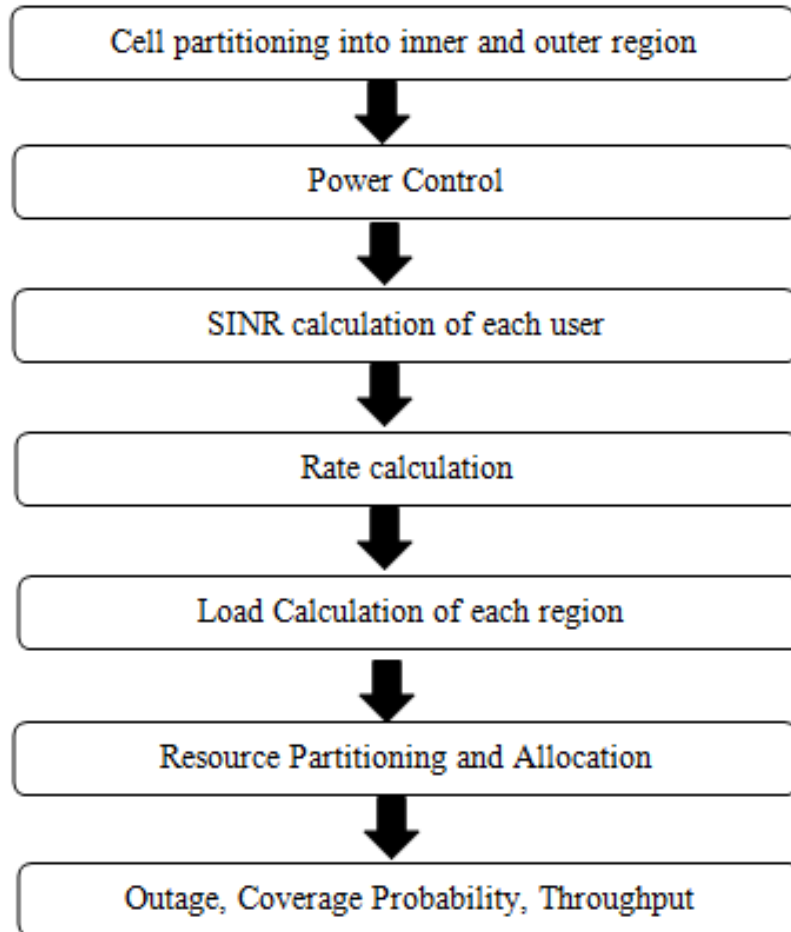 Cell partitioning into inner and outer region
Power Control
SINR calculation of each user
Rate calculation
Load Calculation of each region
Resource Partitioning and Allocation
Outage, Coverage Probability, Throughput